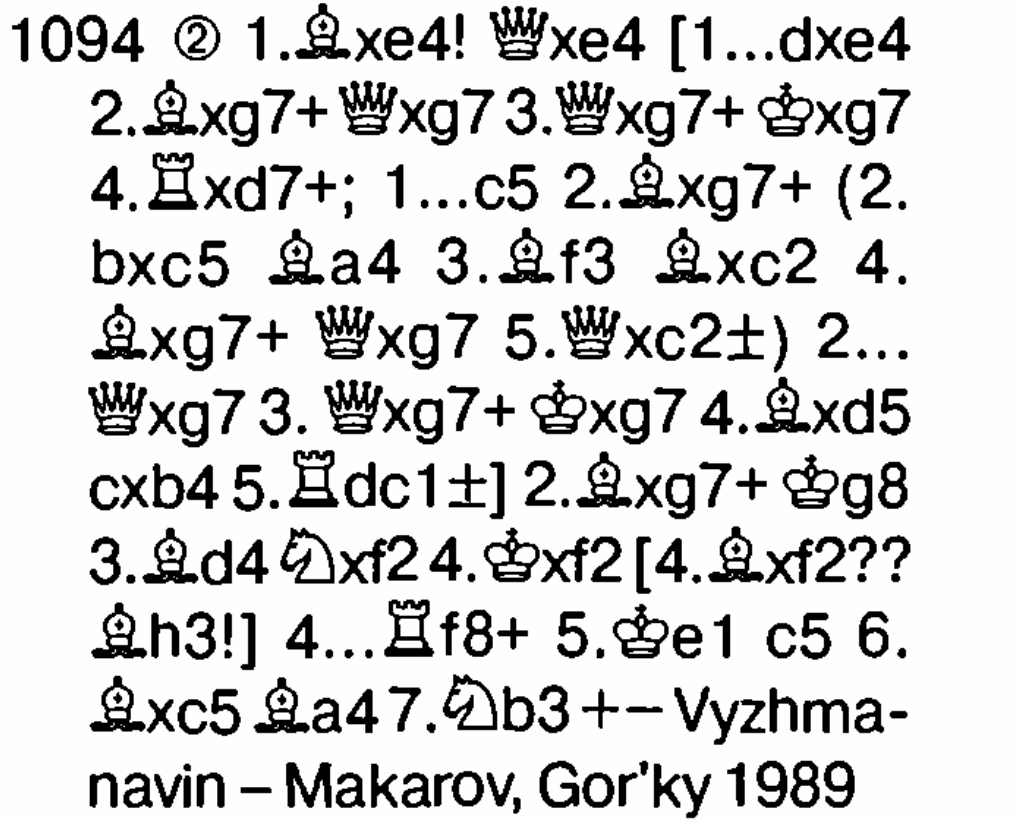 1094 ② 1.♗xe4! ♕xe4 [1...dxe4
2.♗xg7+ ♕xg7 3.♕xg7+ ♔xg7
4.♖xd7+; 1...c5 2.♗xg7+ (2.
bxc5 ♗a4 3.♗f3 ♗xc2 4.
♗xg7+ ♕xg7 5.♕xc2±) 2...
♕xg7 3. ♕xg7+ ♔xg7 4.♗xd5
cxb4 5.♖dc1±] 2.♗xg7+ ♔g8
3.♗d4 ♘xf2 4.♔xf2 [4.♗xf2??
♗h3!] 4...♖f8+ 5.♔e1 c5 6.
♗xc5 ♗a4 7.♘b3 +− Vyzhma-
navin – Makarov, Gor'ky 1989